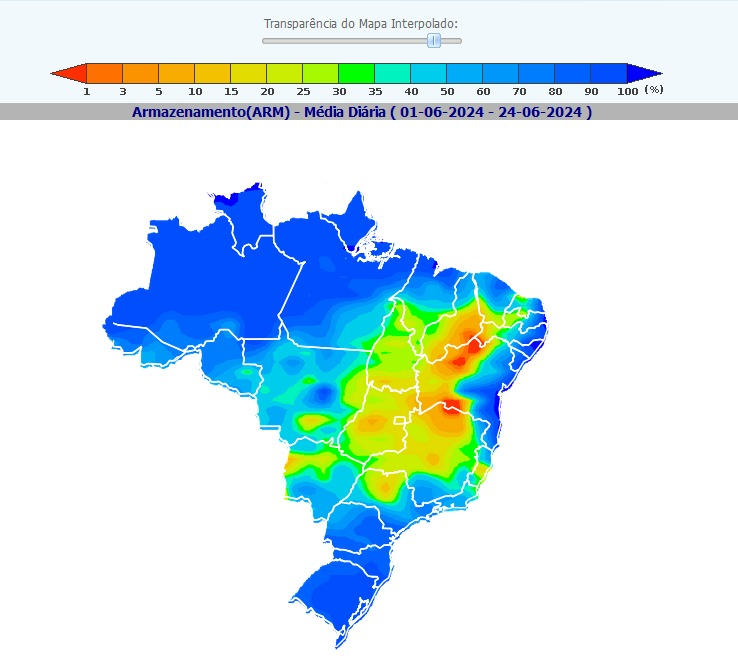 Transparência do Mapa Interpolado:
1 3 5 10 15 20 25 30 35 40 50 60 70 80 90 100 (%)
Armazenamento(ARM) - Média Diária ( 01-06-2024 - 24-06-2024 )